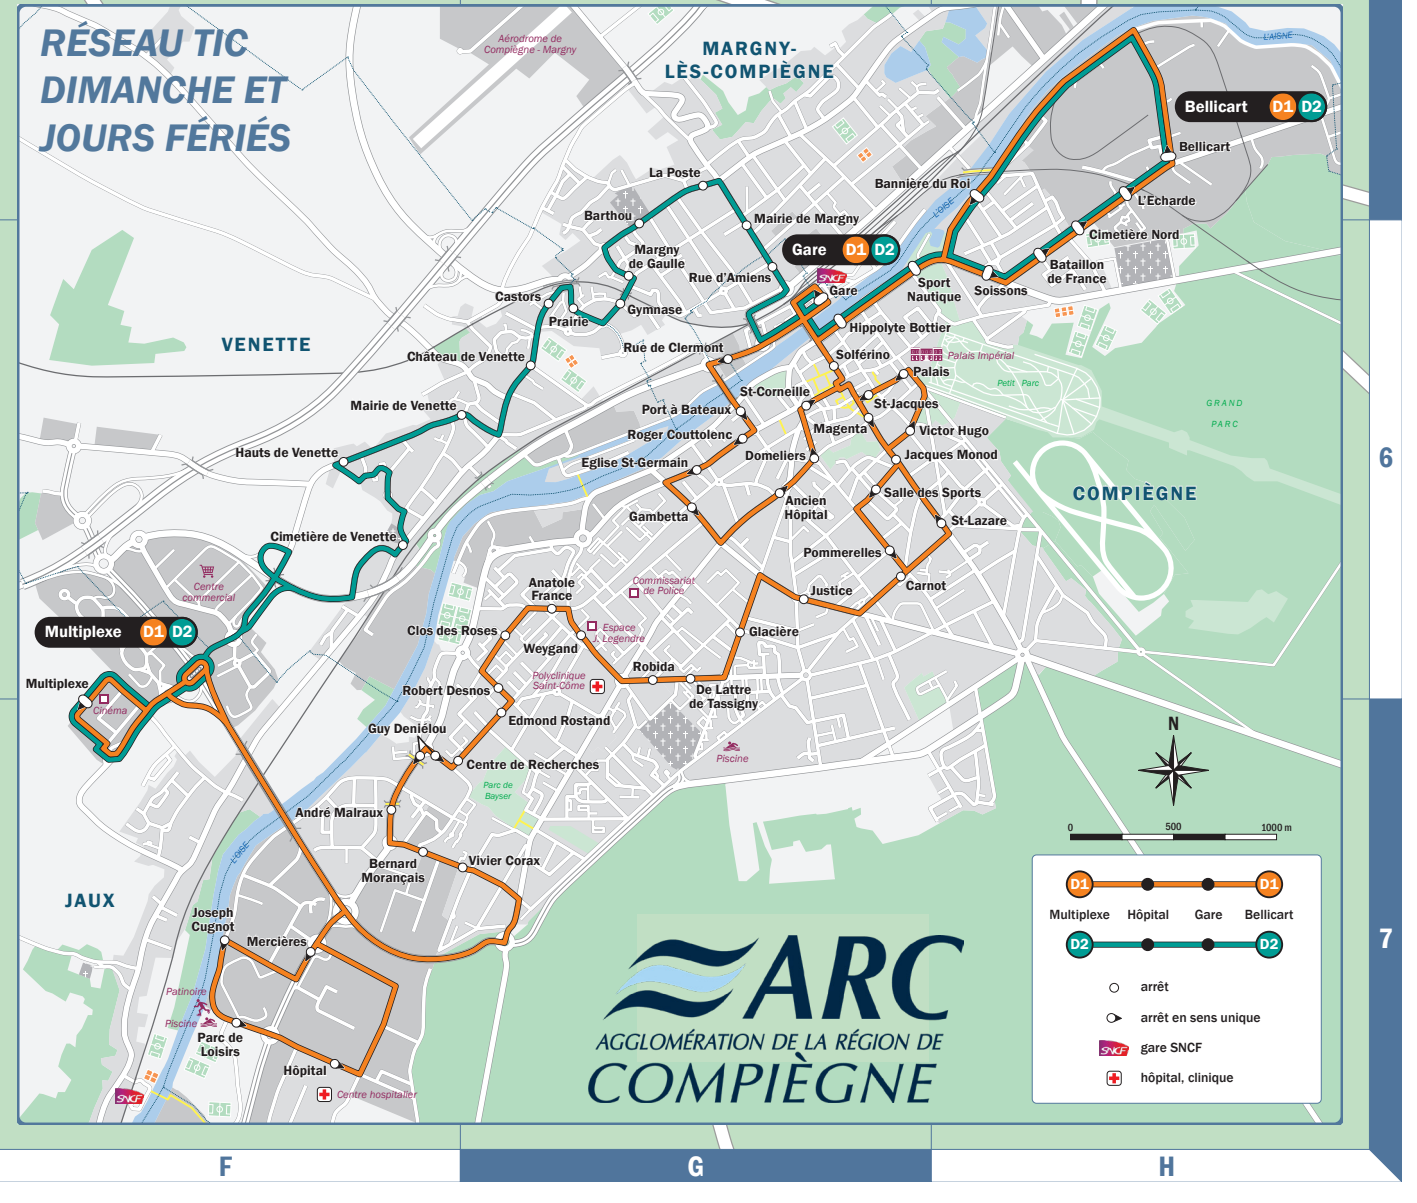 RÉSEAU TIC
DIMANCHE ET
JOURS FÉRIÉS
Aérodrome de
Compiègne - Margny
MARGNY-
LÈS-COMPIÈGNE
L'AISNE
Bellicart D1 D2
Bellicart
La Poste
Bannière du Roi
L'Echarde
L'OISE
Barthou
Mairie de Margny
Cimetière Nord
Gare D1 D2
Margny
de Gaulle
Bataillon
de France
Rue d'Amiens
SNCF
Gare
Sport
Nautique
Soissons
Castors
Prairie
Gymnase
Hippolyte Bottier
VENETTE
Rue de Clermont
Solférino
Palais Impérial
Château de Venette
Palais
Petit Parc
St-Corneille
St-Jacques
GRAND
PARC
Mairie de Venette
Port à Bateaux
Magenta
Victor Hugo
Roger Couttolenc
Hauts de Venette
Domeliers
Jacques Monod
6
Eglise St-Germain
Salle des Sports
COMPIÈGNE
Gambetta
Ancien
Hôpital
St-Lazare
Cimetière de Venette
Pommerelles
Centre
commercial
Anatole
France
Commissariat
de Police
Justice
Carnot
Multiplexe D1 D2
Clos des Roses
Espace
J. Legendre
Glacière
Weygand
Multiplexe
Cinéma
Robert Desnos
Polyclinique
Saint-Côme
Robida
De Lattre
de Tassigny
Edmond Rostand
Guy Deniélou
N
Centre de Recherches
Piscine
Parc de
Bayser
André Malraux
0 500 1000 m
L'OISE
Bernard
Morançais
Vivier Corax
JAUX
D1 D1
Multiplexe Hôpital Gare Bellicart
D2 D2
Joseph
Cugnot
Mercières
7
ARC
arrêt
Patinoire
arrêt en sens unique
Piscine
Parc de
Loisirs
AGGLOMÉRATION DE LA RÉGION DE
COMPIÈGNE
SNCF
gare SNCF
Hôpital
hôpital, clinique
Centre hospitalier
SNCF
F G H